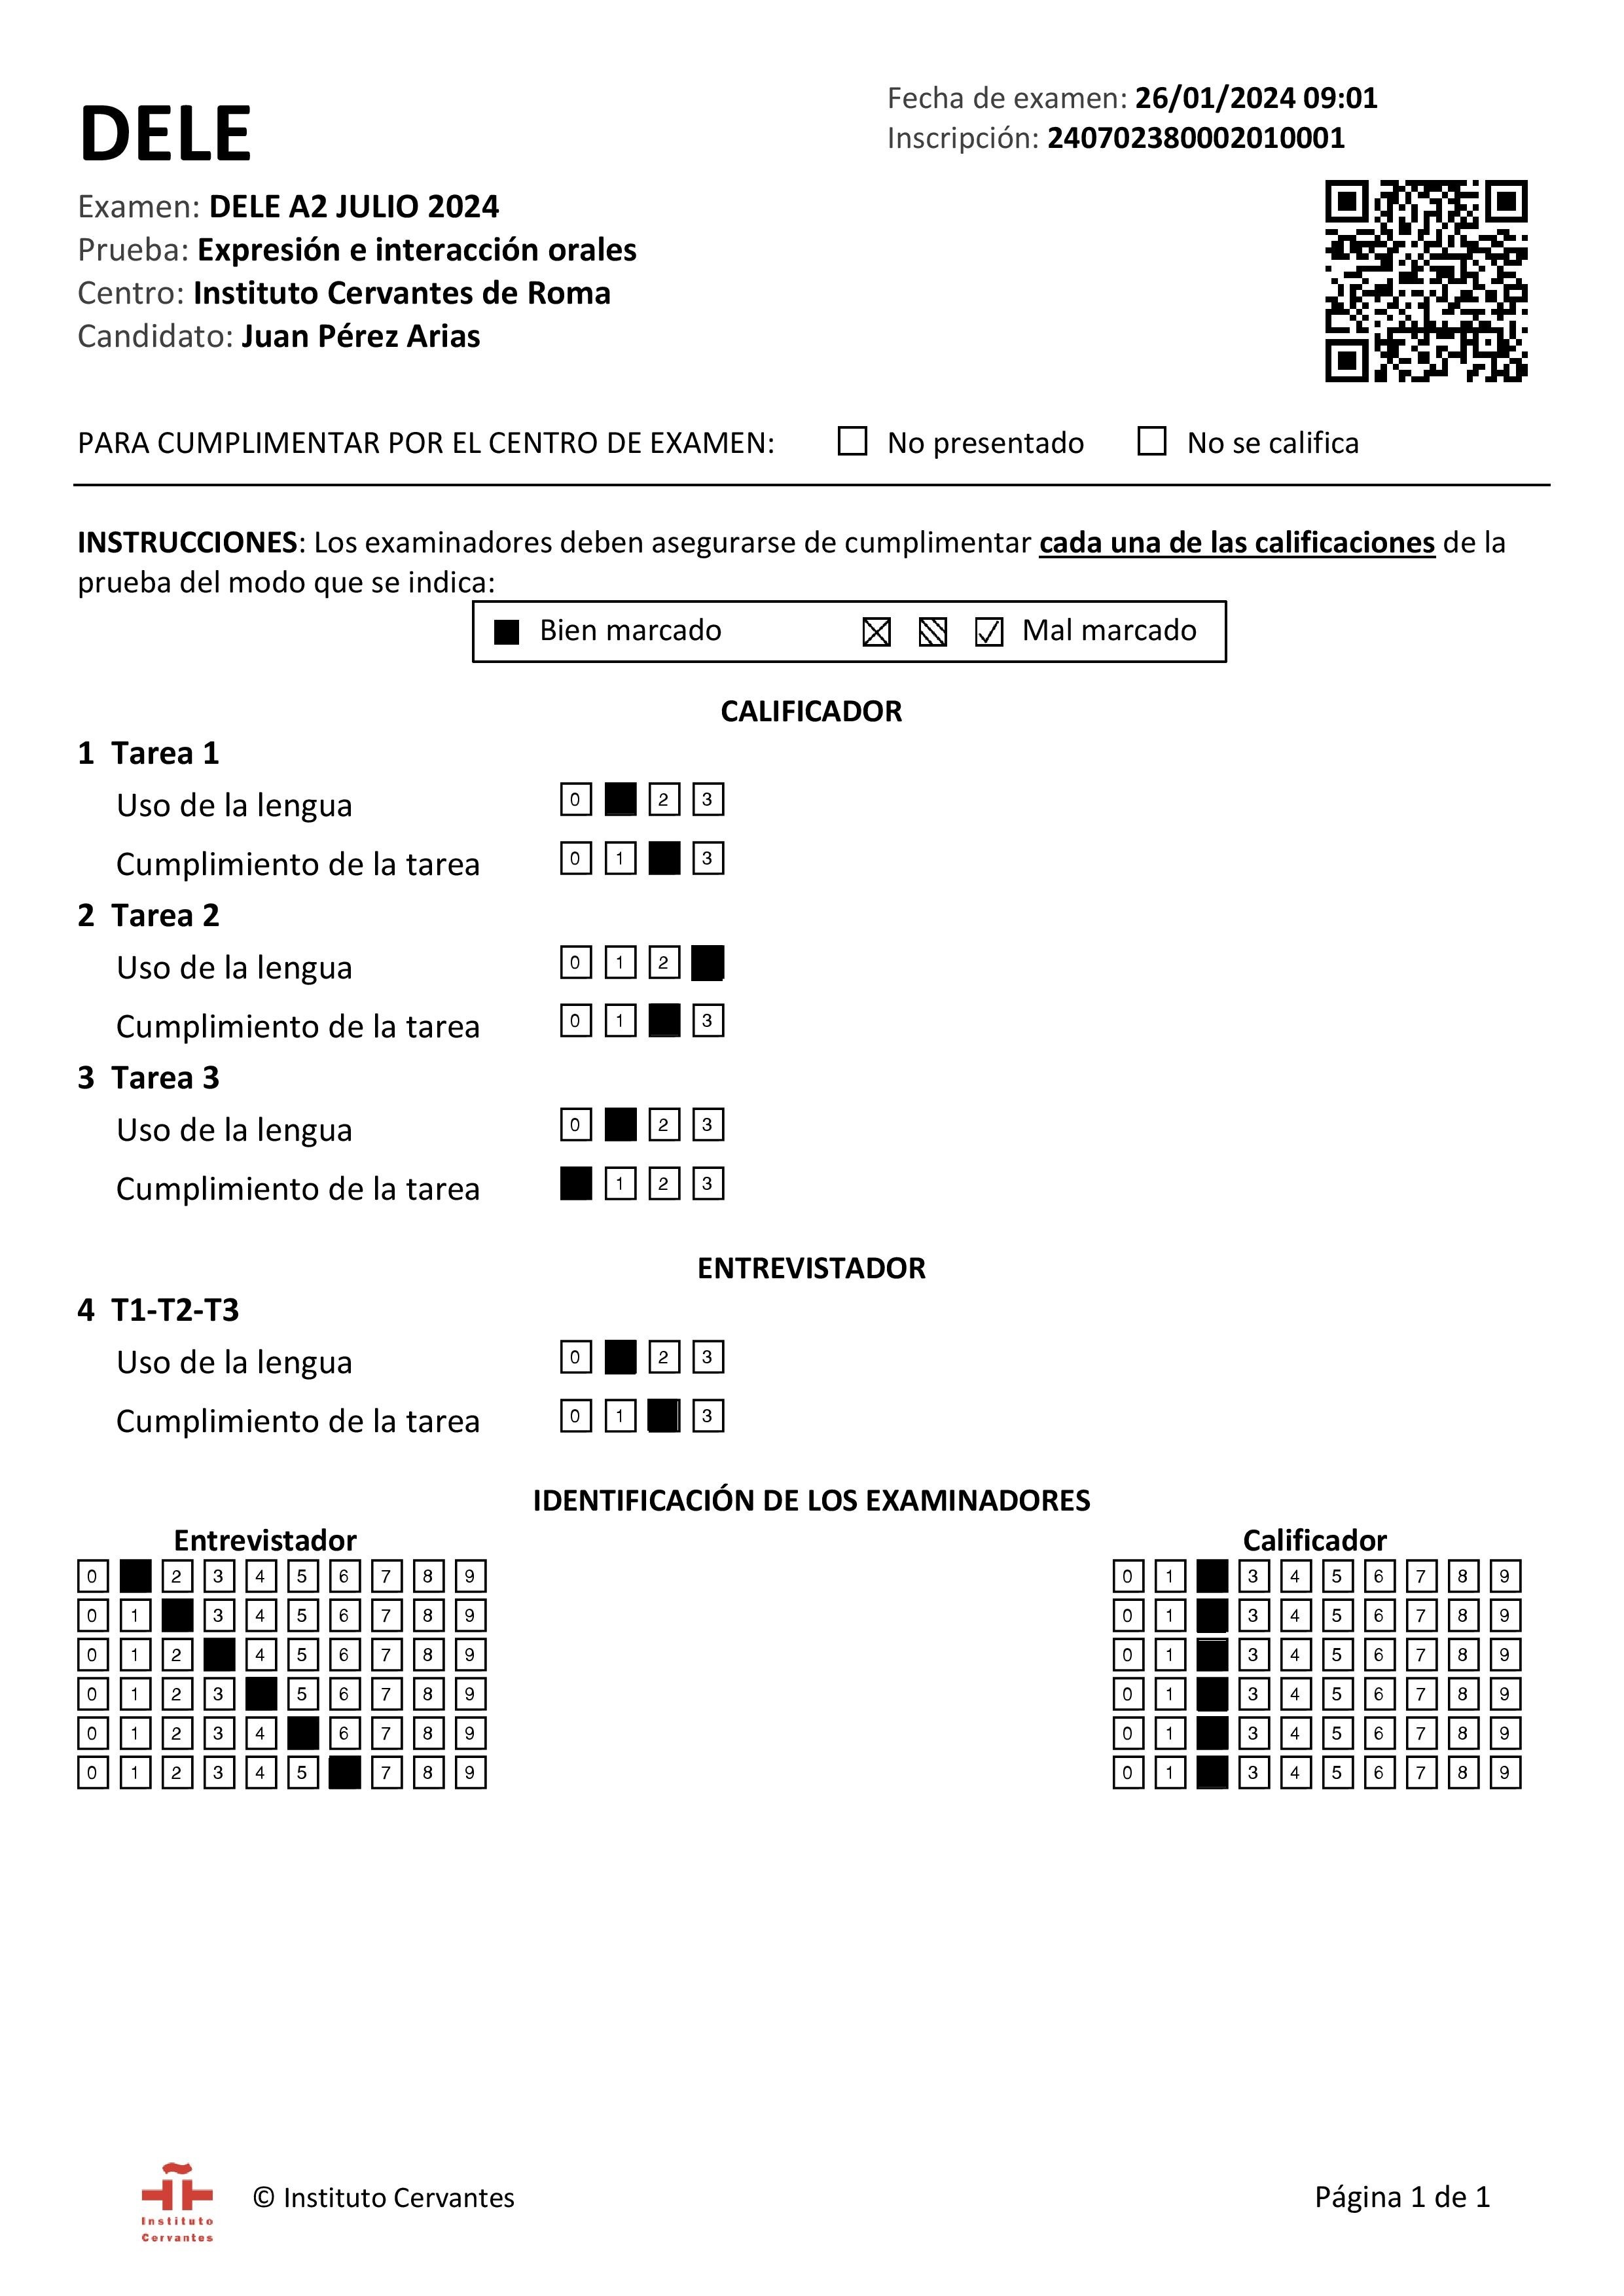 DELE
Fecha de examen: 26/01/2024 09:01
Inscripción: 240702380002010001
Examen: DELE A2 JULIO 2024
Prueba: Expresión e interacción orales
Centro: Instituto Cervantes de Roma
Candidato: Juan Pérez Arias
PARA CUMPLIMENTAR POR EL CENTRO DE EXAMEN: No presentado No se califica
INSTRUCCIONES: Los examinadores deben asegurarse de cumplimentar cada una de las calificaciones de la
prueba del modo que se indica:
Bien marcado Mal marcado
CALIFICADOR
1 Tarea 1
Uso de la lengua 0 2 3
Cumplimiento de la tarea 0 1 3
2 Tarea 2
Uso de la lengua 0 1 2
Cumplimiento de la tarea 0 1 3
3 Tarea 3
Uso de la lengua 0 2 3
Cumplimiento de la tarea 1 2 3
ENTREVISTADOR
4 T1-T2-T3
Uso de la lengua 0 2 3
Cumplimiento de la tarea 0 1 3
IDENTIFICACIÓN DE LOS EXAMINADORES
Entrevistador Calificador
0 2 3 4 5 6 7 8 9 0 1 3 4 5 6 7 8 9
0 1 3 4 5 6 7 8 9 0 1 3 4 5 6 7 8 9
0 1 2 4 5 6 7 8 9 0 1 3 4 5 6 7 8 9
0 1 2 3 5 6 7 8 9 0 1 3 4 5 6 7 8 9
0 1 2 3 4 6 7 8 9 0 1 3 4 5 6 7 8 9
0 1 2 3 4 5 7 8 9 0 1 3 4 5 6 7 8 9
Instituto
Cervantes
© Instituto Cervantes
Página 1 de 1